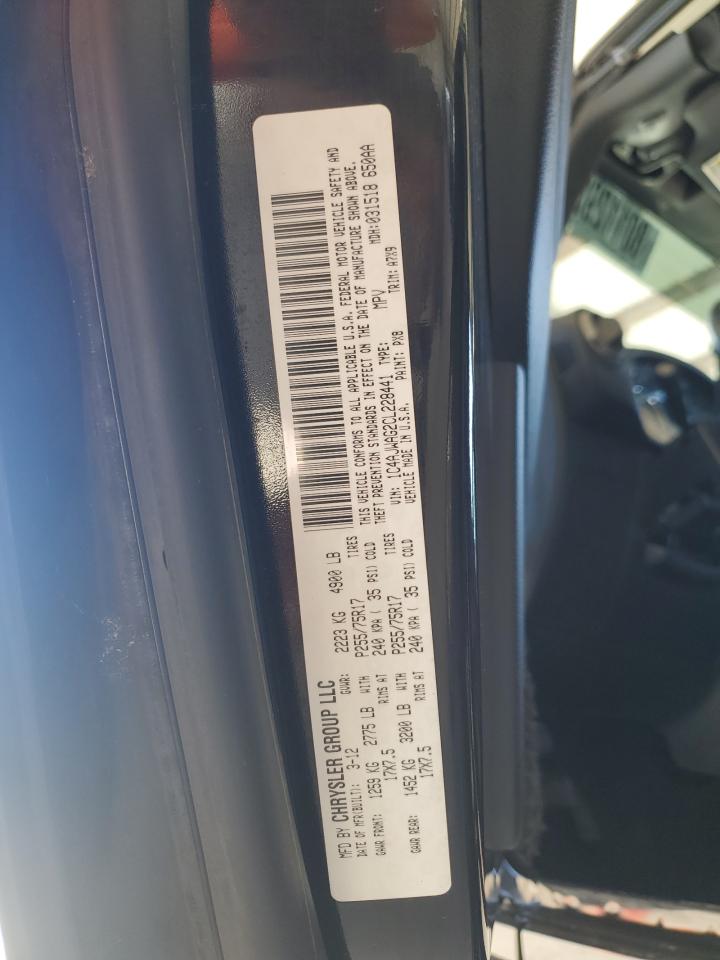 MFD BY CHRYSLER GROUP LLC
DATE OF MFR(BUILT): 3-12 GVWR: 2223 KG 4900 LB
GAWR FRONT: 1259 KG 2775 LB WITH P255/75R17 TIRES
17X7.5 RIMS AT 240 KPA ( 35 PSI) COLD
GAWR REAR: 1452 KG 3200 LB WITH P255/75R17 TIRES
17X7.5 RIMS AT 240 KPA ( 35 PSI) COLD
THIS VEHICLE CONFORMS TO ALL APPLICABLE U.S.A. FEDERAL MOTOR VEHICLE SAFETY AND
THEFT PREVENTION STANDARDS IN EFFECT ON THE DATE OF MANUFACTURE SHOWN ABOVE.
VIN: 1C4AJWAG2CL228441 TYPE: MPV MDH: 031518 650AA
VEHICLE MADE IN U.S.A. PAINT: PX8 TRIM: A7X9